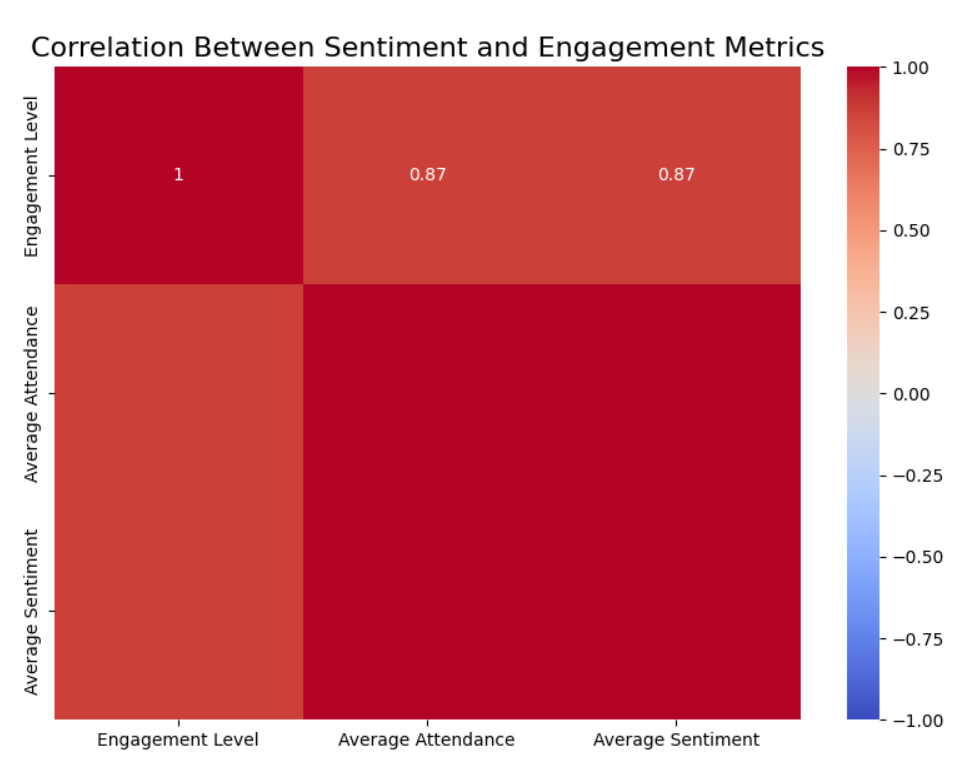 Correlation Between Sentiment and Engagement Metrics
Engagement Level
1
0.87
0.87
Average Attendance
Average Sentiment
Engagement Level
Average Attendance
Average Sentiment
1.00
0.75
0.50
0.25
0.00
−0.25
−0.50
−0.75
−1.00